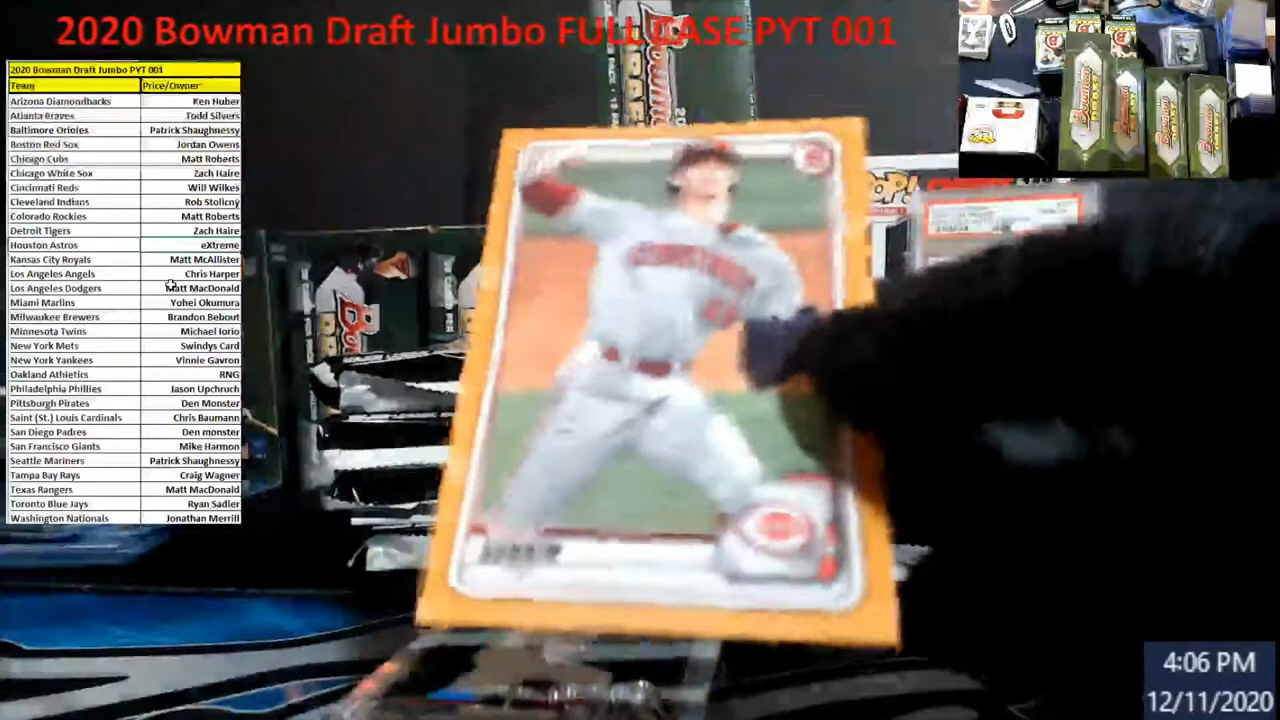 2020 Bowman Draft Jumbo FULL CASE PYT 001
2020 Bowman Draft Jumbo PYT 001
Team Price/Owner
Arizona Diamondbacks Ken Huber
Atlanta Braves Todd Silvers
Baltimore Orioles Patrick Shaughnessy
Boston Red Sox Jordan Owens
Chicago Cubs Matt Roberts
Chicago White Sox Zach Haire
Cincinnati Reds Will Wilkes
Cleveland Indians Rob Stolicny
Colorado Rockies Matt Roberts
Detroit Tigers Zach Haire
Houston Astros eXtreme
Kansas City Royals Matt McAllister
Los Angeles Angels Chris Harper
Los Angeles Dodgers Matt MacDonald
Miami Marlins Yohei Okumura
Milwaukee Brewers Brandon Bebout
Minnesota Twins Michael Iorio
New York Mets Swindys Card
New York Yankees Vinnie Gavron
Oakland Athletics RNG
Philadelphia Phillies Jason Upchruch
Pittsburgh Pirates Den Monster
Saint (St.) Louis Cardinals Chris Baumann
San Diego Padres Den monster
San Francisco Giants Mike Harmon
Seattle Mariners Patrick Shaughnessy
Tampa Bay Rays Craig Wagner
Texas Rangers Matt MacDonald
Toronto Blue Jays Ryan Sadler
Washington Nationals Jonathan Merrill
4:06 PM
12/11/2020